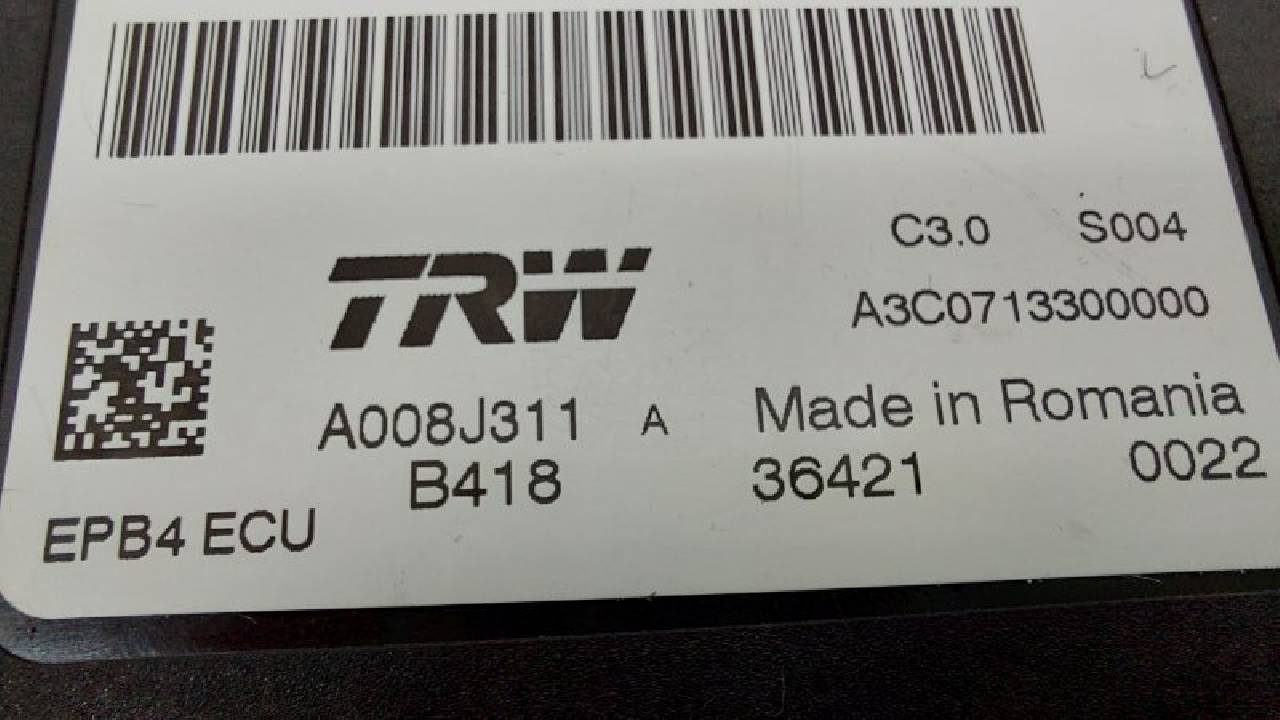 C3.0 S004
TRW
A3C0713300000
A008J311 A Made in Romania
B418 36421 0022
EPB4 ECU